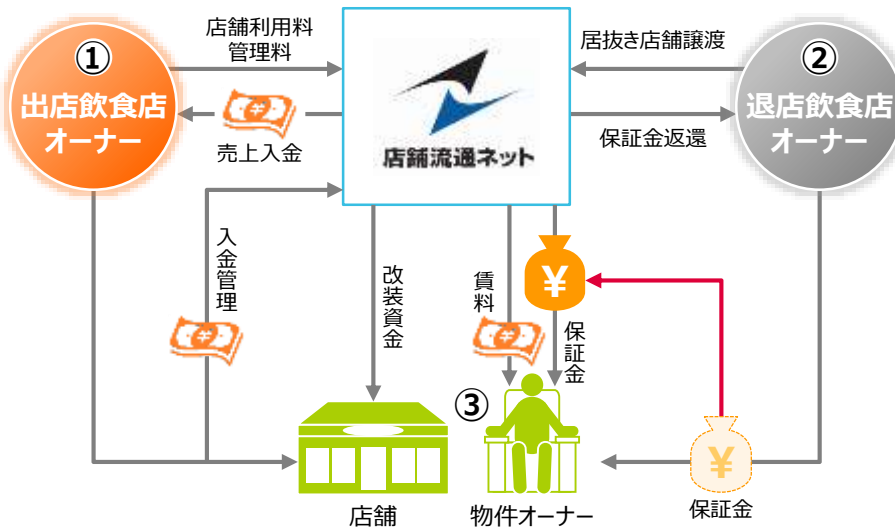 店舗利用料
管理料
居抜き店舗譲渡
①
出店飲食店
オーナー
②
退店飲食店
オーナー
売上入金
店舗流通ネット
保証金返還
入金管理
改装資金
賃料
¥
保証金
③
¥
店舗
物件オーナー
保証金